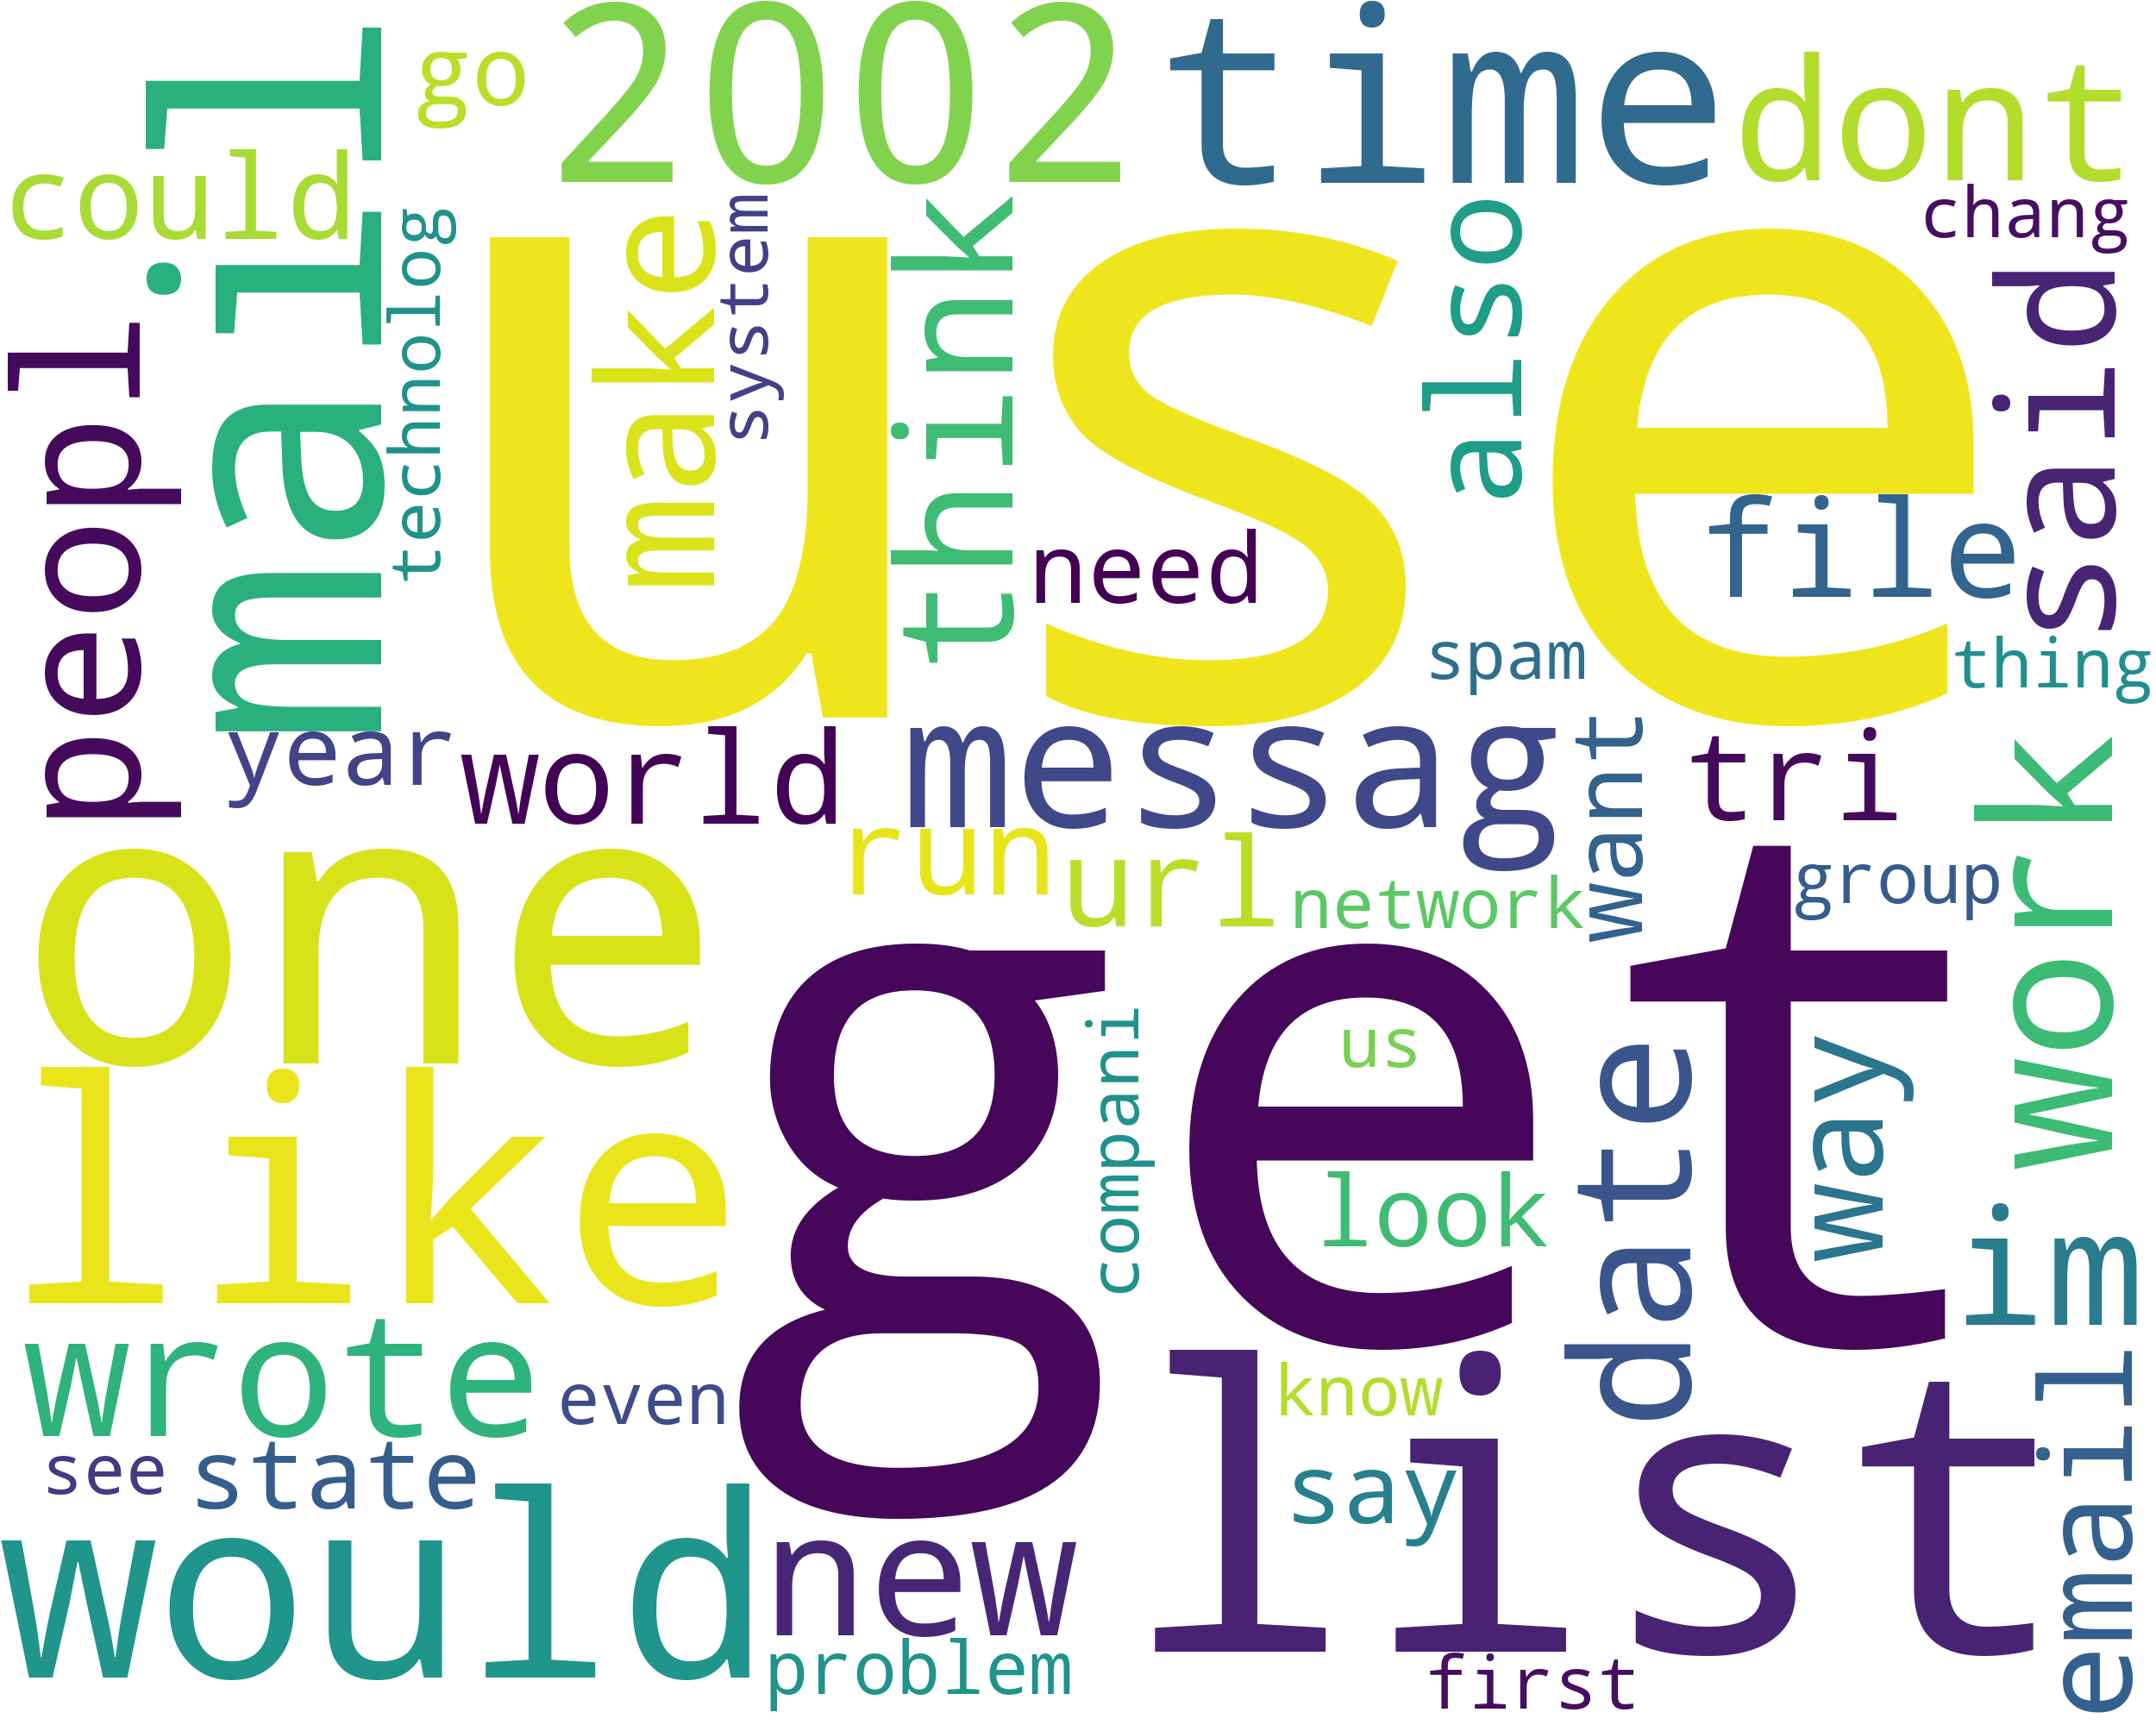 go
2002
time
dont
could
mail
technolog
make
system
think
use
also
chang
said
peopl
need
file
spam
thing
year
world
messag
want
tri
work
run
url
network
group
one
get
us
compani
like
look
date
way
im
wrote
even
know
see
state
say
list
email
would
new
problem
first